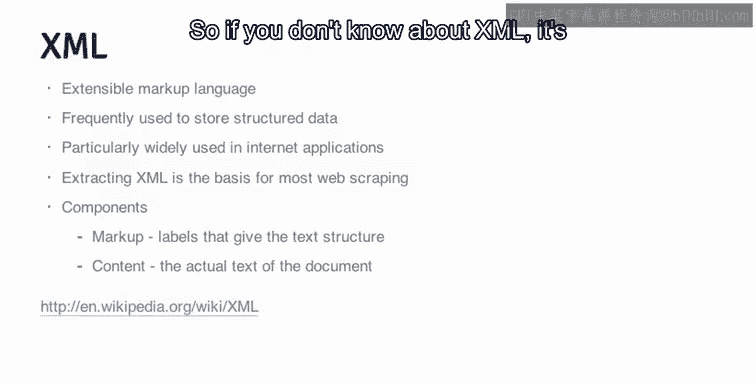 So if you don't know about XML, it's
XML
· Extensible markup language
· Frequently used to store structured data
· Particularly widely used in internet applications
· Extracting XML is the basis for most web scraping
· Components
- Markup - labels that give the text structure
- Content - the actual text of the document
http://en.wikipedia.org/wiki/XML